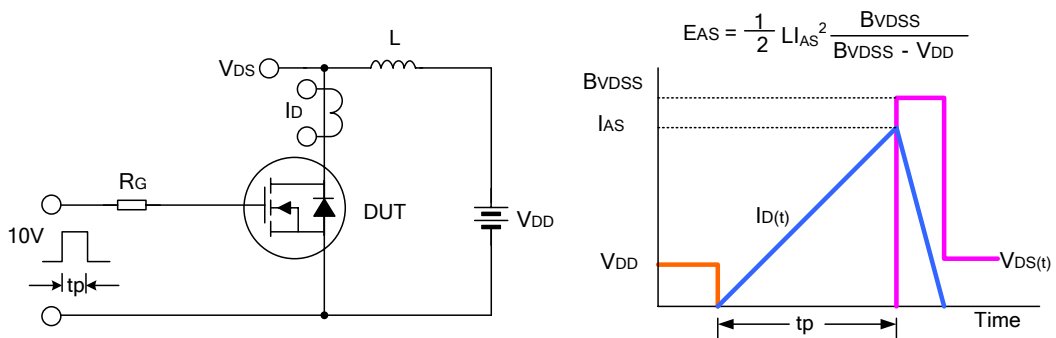 VDS
L
ID
RG
10V
tp
DUT
VDD
EAS = 1/2 LIAS² BVDSS / BVDSS - VDD
BVDSS
IAS
ID(t)
VDD
VDS(t)
tp
Time